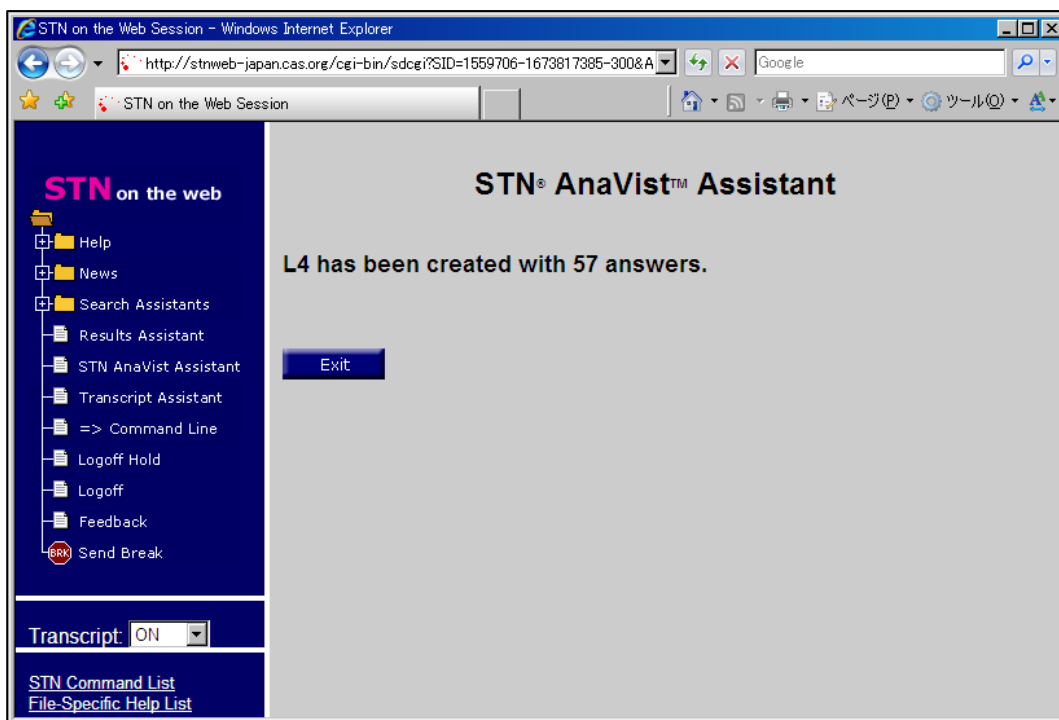 STN on the Web Session - Windows Internet Explorer
http://stnweb-japan.cas.org/cgi-bin/sdcgi?SID=1559706-1673817385-300&A
Google
STN on the Web Session
ページ(P)
ツール(O)
STN on the web
Help
News
Search Assistants
Results Assistant
STN AnaVist Assistant
Transcript Assistant
=> Command Line
Logoff Hold
Logoff
Feedback
BRK Send Break
Transcript: ON
STN Command List
File-Specific Help List
STN® AnaVist™ Assistant
L4 has been created with 57 answers.
Exit